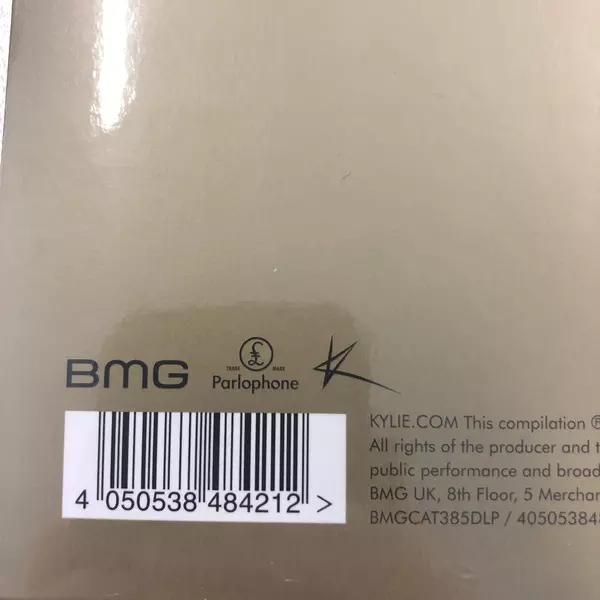 BMG
£
TRADE MARK
Parlophone
K
4 050538 484212 >
KYLIE.COM This compilation ℗
All rights of the producer and t
public performance and broad
BMG UK, 8th Floor, 5 Merchan
BMGCAT385DLP / 405053848